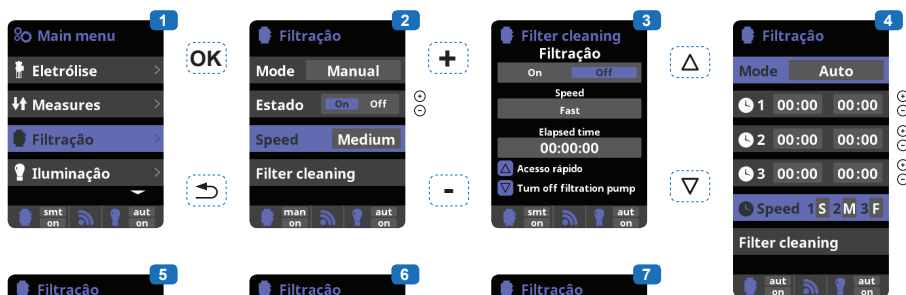 1
Main menu
Eletrólise
Measures
Filtração
Iluminação
smt
on
aut
on
OK
2
Filtração
Mode Manual
Estado On Off
Speed Medium
Filter cleaning
man
on
aut
on
+
-
3
Filter cleaning
Filtração
On Off
Speed
Fast
Elapsed time
00:00:00
Acesso rápido
Turn off filtration pump
smt
on
aut
on
4
Filtração
Mode Auto
1 00:00 00:00
2 00:00 00:00
3 00:00 00:00
Speed 1 S 2 M 3 F
Filter cleaning
aut
on
aut
on
5
Filtração
6
Filtração
7
Filtração